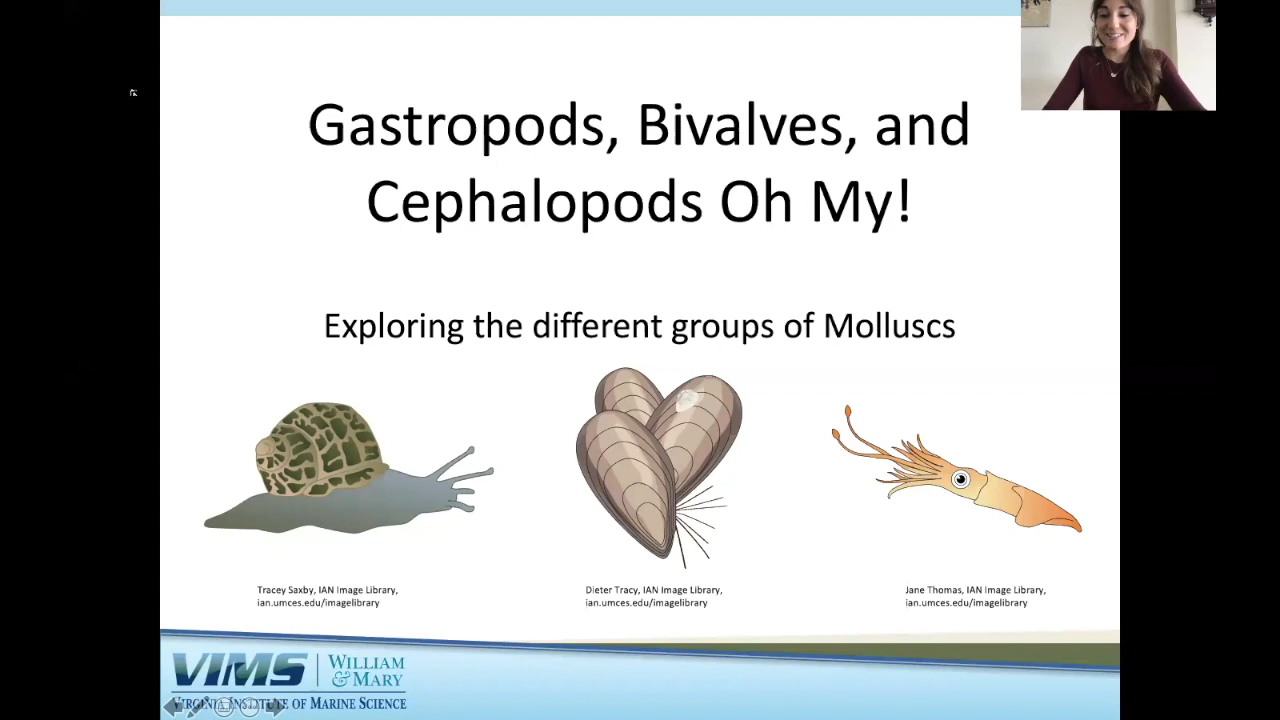 Gastropods, Bivalves, and
Cephalopods Oh My!
Exploring the different groups of Molluscs
Tracey Saxby, IAN Image Library,
ian.umces.edu/imagelibrary
Dieter Tracy, IAN Image Library,
ian.umces.edu/imagelibrary
Jane Thomas, IAN Image Library,
ian.umces.edu/imagelibrary
VIMS
WILLIAM
& MARY
VIRGINIA INSTITUTE OF MARINE SCIENCE